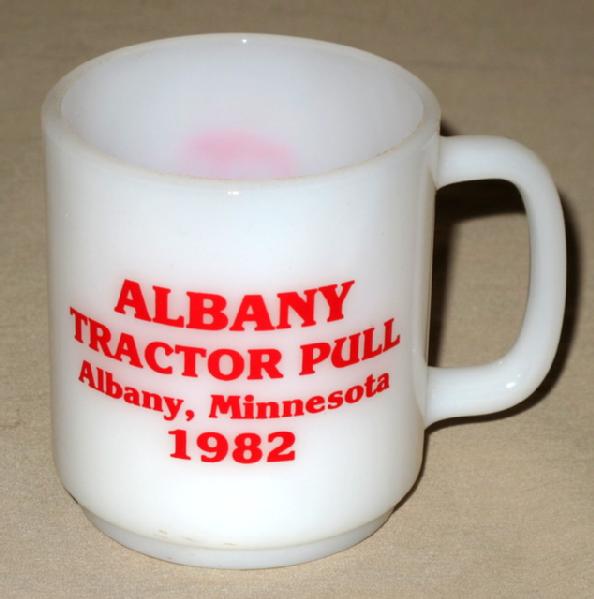 ALBANY
TRACTOR PULL
Albany, Minnesota
1982